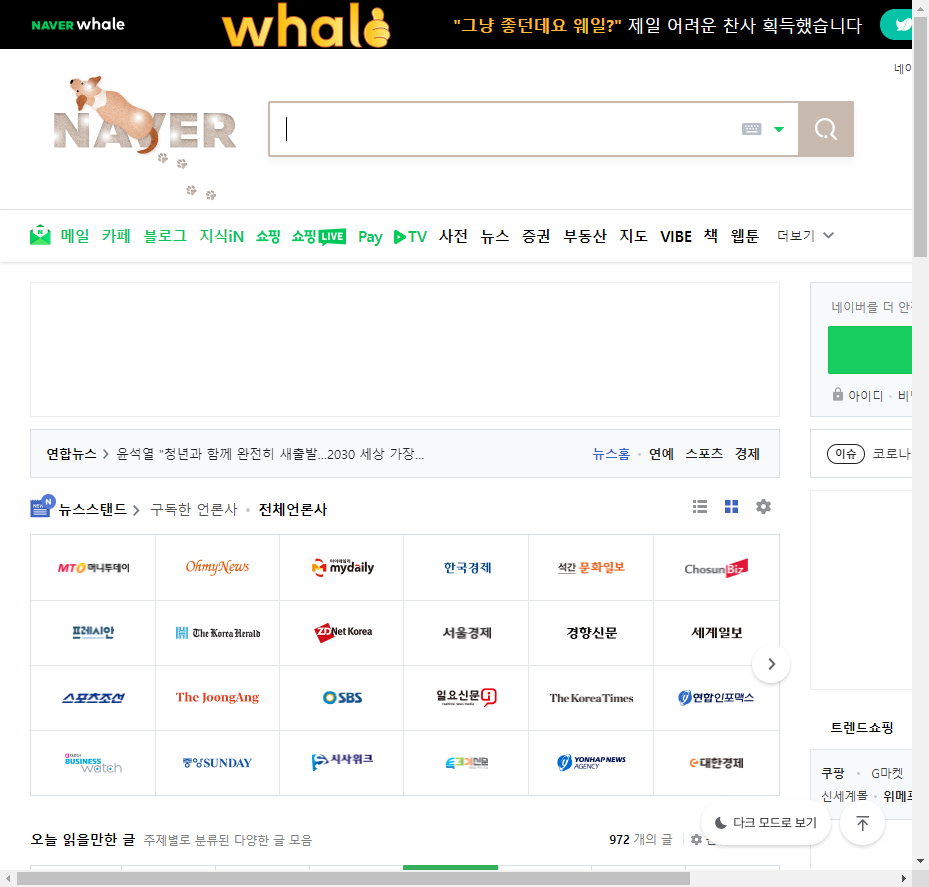 NAVER whale
whale
"그냥 좋던데요 웨일?" 제일 어려운 찬사 획득했습니다
NAVER
메일 카페 블로그 지식iN 쇼핑 쇼핑LIVE Pay TV 사전 뉴스 증권 부동산 지도 VIBE 책 웹툰 더보기
네이버를 더 안
아이디 · 비
연합뉴스 > 윤석열 "청년과 함께 완전히 새출발...2030 세상 가장...
뉴스홈 · 연예 스포츠 경제
이슈 코로나
뉴스스탠드 > 구독한 언론사 · 전체언론사
MTO 머니투데이 OhmyNews 마이데일리 mydaily 한국경제 석간 문화일보 ChosunBiz
프레시안 The Korea Herald ZDNet Korea 서울경제 경향신문 세계일보
스포츠조선 The JoongAng SBS 일요신문 The Korea Times 연합인포맥스
BUSINESS watch 중앙SUNDAY 시사위크 YONHAP NEWS AGENCY 대한경제
트렌드쇼핑
쿠팡 · G마켓
신세계몰 · 위메프
다크 모드로 보기
오늘 읽을만한 글 주제별로 분류된 다양한 글 모음
972 개의 글